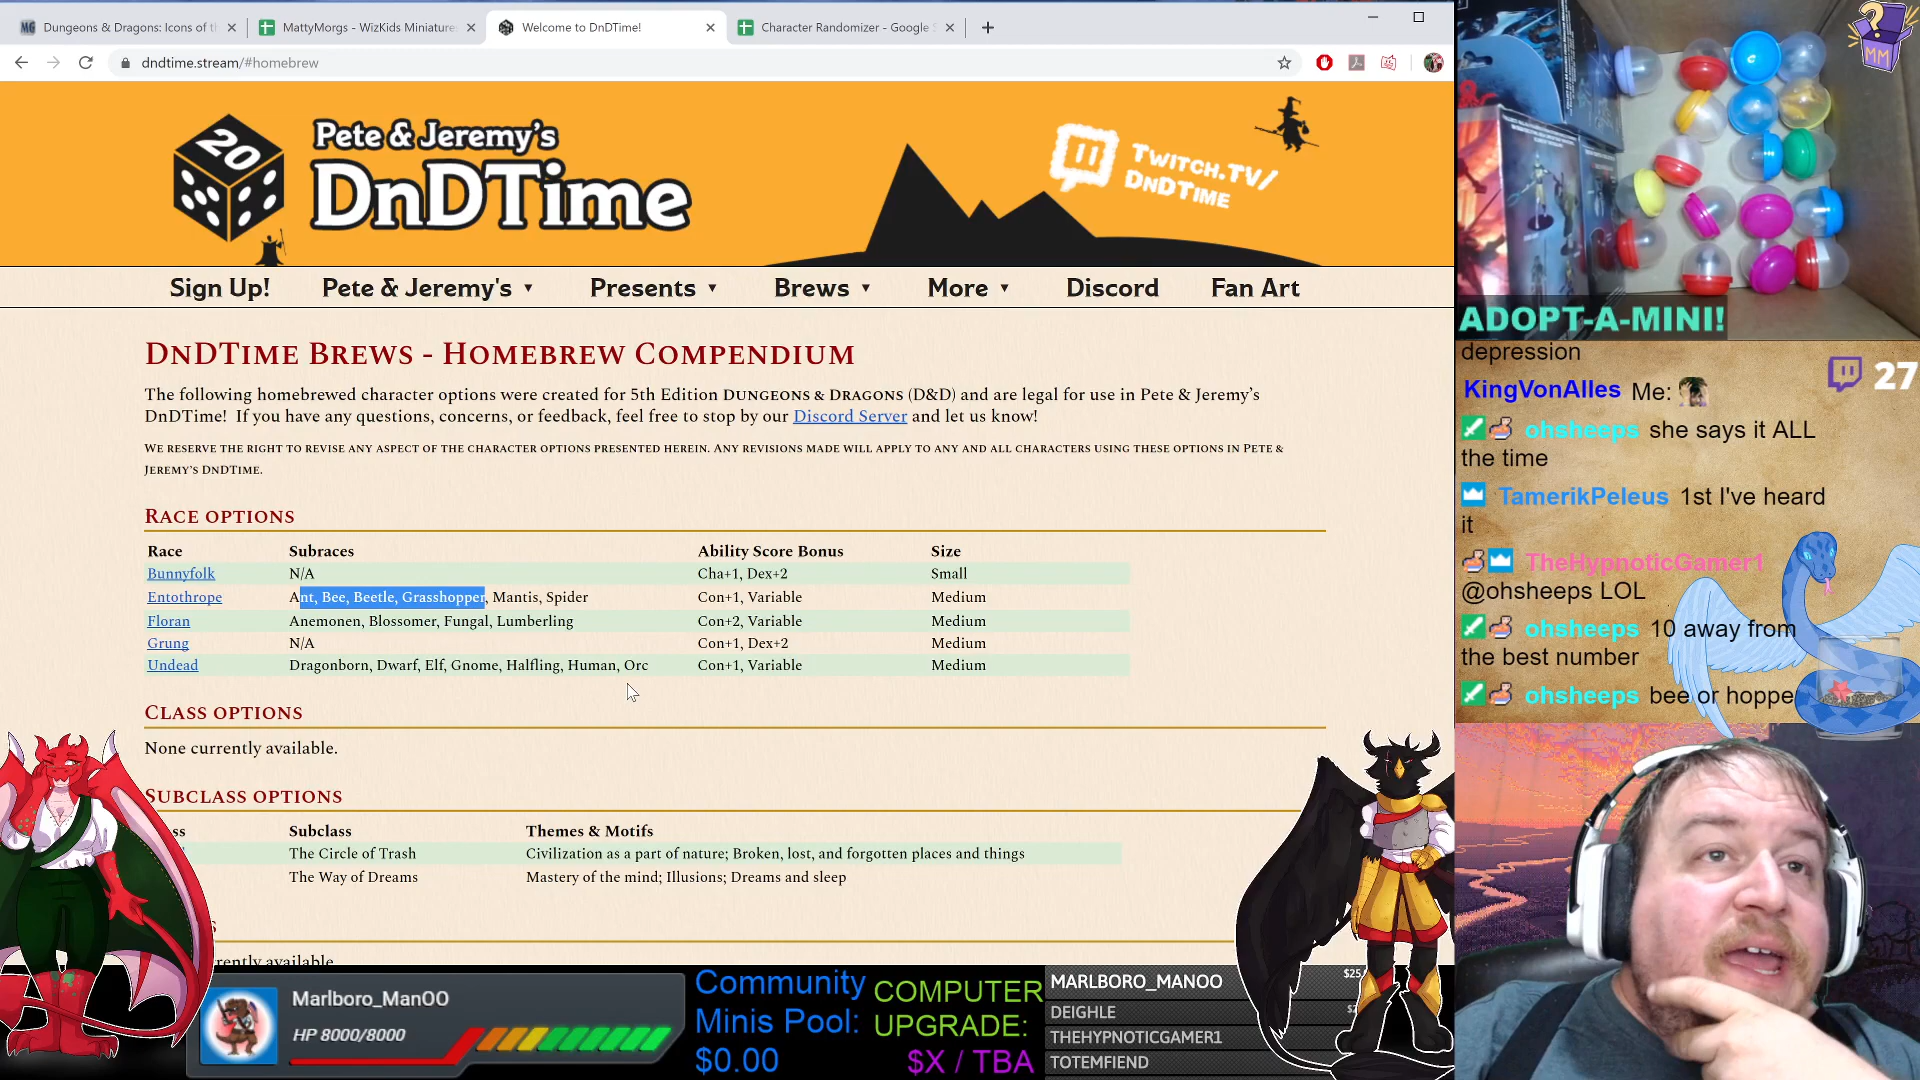 Dungeons & Dragons: Icons of th
MattyMorgs - WizKids Miniatures
Welcome to DnDTime!
Character Randomizer - Google S
dndtime.stream/#homebrew
20
Pete & Jeremy's
DnDTime
Twitch.tv/
DnDTime
Sign Up!
Pete & Jeremy's ▼
Presents ▼
Brews ▼
More ▼
Discord
Fan Art
DnDTime Brews - Homebrew Compendium
The following homebrewed character options were created for 5th Edition Dungeons & Dragons (D&D) and are legal for use in Pete & Jeremy's
DnDTime! If you have any questions, concerns, or feedback, feel free to stop by our Discord Server and let us know!
We reserve the right to revise any aspect of the character options presented herein. Any revisions made will apply to any and all characters using these options in Pete &
Jeremy's DnDTime.
Race options
Race Subraces Ability Score Bonus Size
Bunnyfolk N/A Cha+1, Dex+2 Small
Entothrope Ant, Bee, Beetle, Grasshopper, Mantis, Spider Con+1, Variable Medium
Floran Anemonen, Blossomer, Fungal, Lumberling Con+2, Variable Medium
Grung N/A Con+1, Dex+2 Medium
Undead Dragonborn, Dwarf, Elf, Gnome, Halfling, Human, Orc Con+1, Variable Medium
Class options
None currently available.
Subclass options
ss Subclass Themes & Motifs
The Circle of Trash Civilization as a part of nature; Broken, lost, and forgotten places and things
The Way of Dreams Mastery of the mind; Illusions; Dreams and sleep
rently available
MM
ADOPT-A-MINI!
depression
27
KingVonAlles Me:
ohsheeps she says it ALL
the time
TamerikPeleus 1st I've heard
it
TheHypnoticGamer1
@ohsheeps LOL
ohsheeps 10 away from
the best number
ohsheeps bee or hoppe
Marlboro_Man00
HP 8000/8000
Community
Minis Pool:
$0.00
COMPUTER
UPGRADE:
$X / TBA
MARLBORO_MAN00 $25
DEIGHLE
THEHYPNOTICGAMER1
TOTEMFIEND